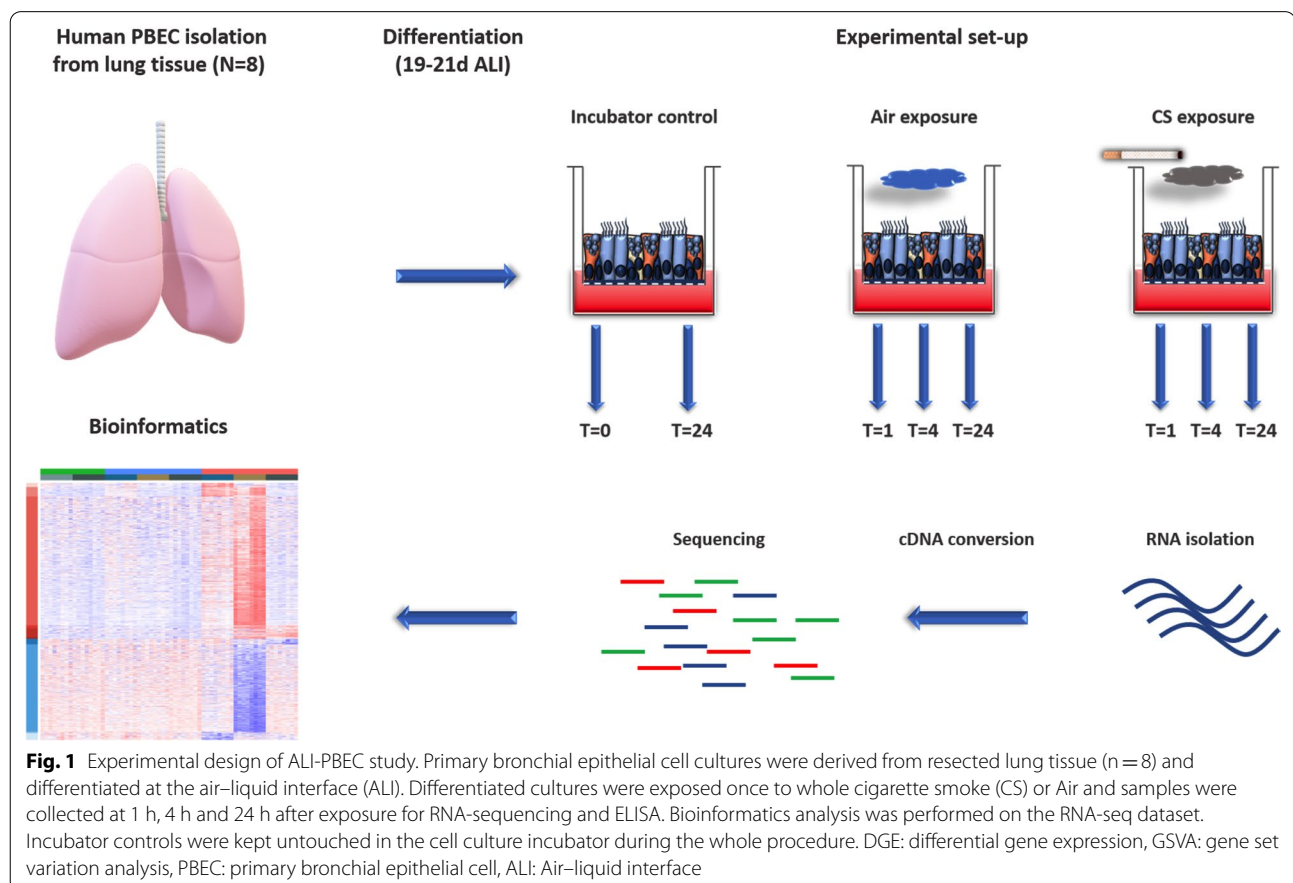 Human PBEC isolation
from lung tissue (N=8)
Differentiation
(19-21d ALI)
Experimental set-up
Incubator control
Air exposure
CS exposure
T=0
T=24
T=1
T=4
T=24
T=1
T=4
T=24
Bioinformatics
Sequencing
cDNA conversion
RNA isolation
Fig. 1 Experimental design of ALI-PBEC study. Primary bronchial epithelial cell cultures were derived from resected lung tissue (n = 8) and
differentiated at the air–liquid interface (ALI). Differentiated cultures were exposed once to whole cigarette smoke (CS) or Air and samples were
collected at 1 h, 4 h and 24 h after exposure for RNA-sequencing and ELISA. Bioinformatics analysis was performed on the RNA-seq dataset.
Incubator controls were kept untouched in the cell culture incubator during the whole procedure. DGE: differential gene expression, GSVA: gene set
variation analysis, PBEC: primary bronchial epithelial cell, ALI: Air–liquid interface